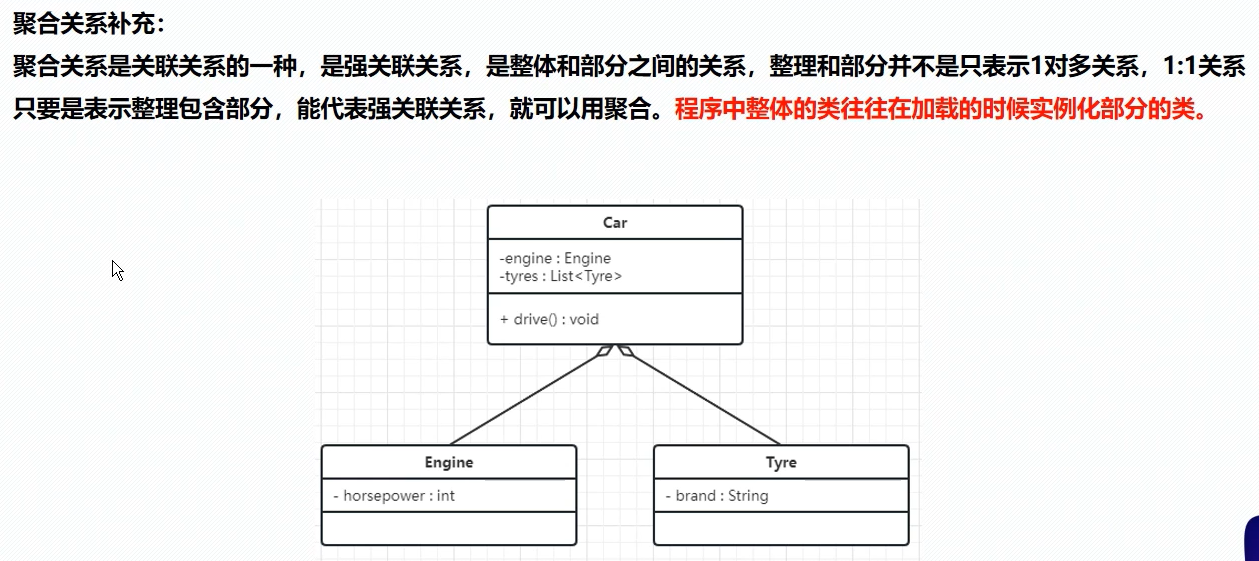 聚合关系补充：
聚合关系是关联关系的一种，是强关联关系，是整体和部分之间的关系，整理和部分并不是只表示1对多关系，1:1关系
只要是表示整理包含部分，能代表强关联关系，就可以用聚合。程序中整体的类往往在加载的时候实例化部分的类。
Car
-engine : Engine
-tyres : List<Tyre>
+ drive() : void
Engine
- horsepower : int
Tyre
- brand : String